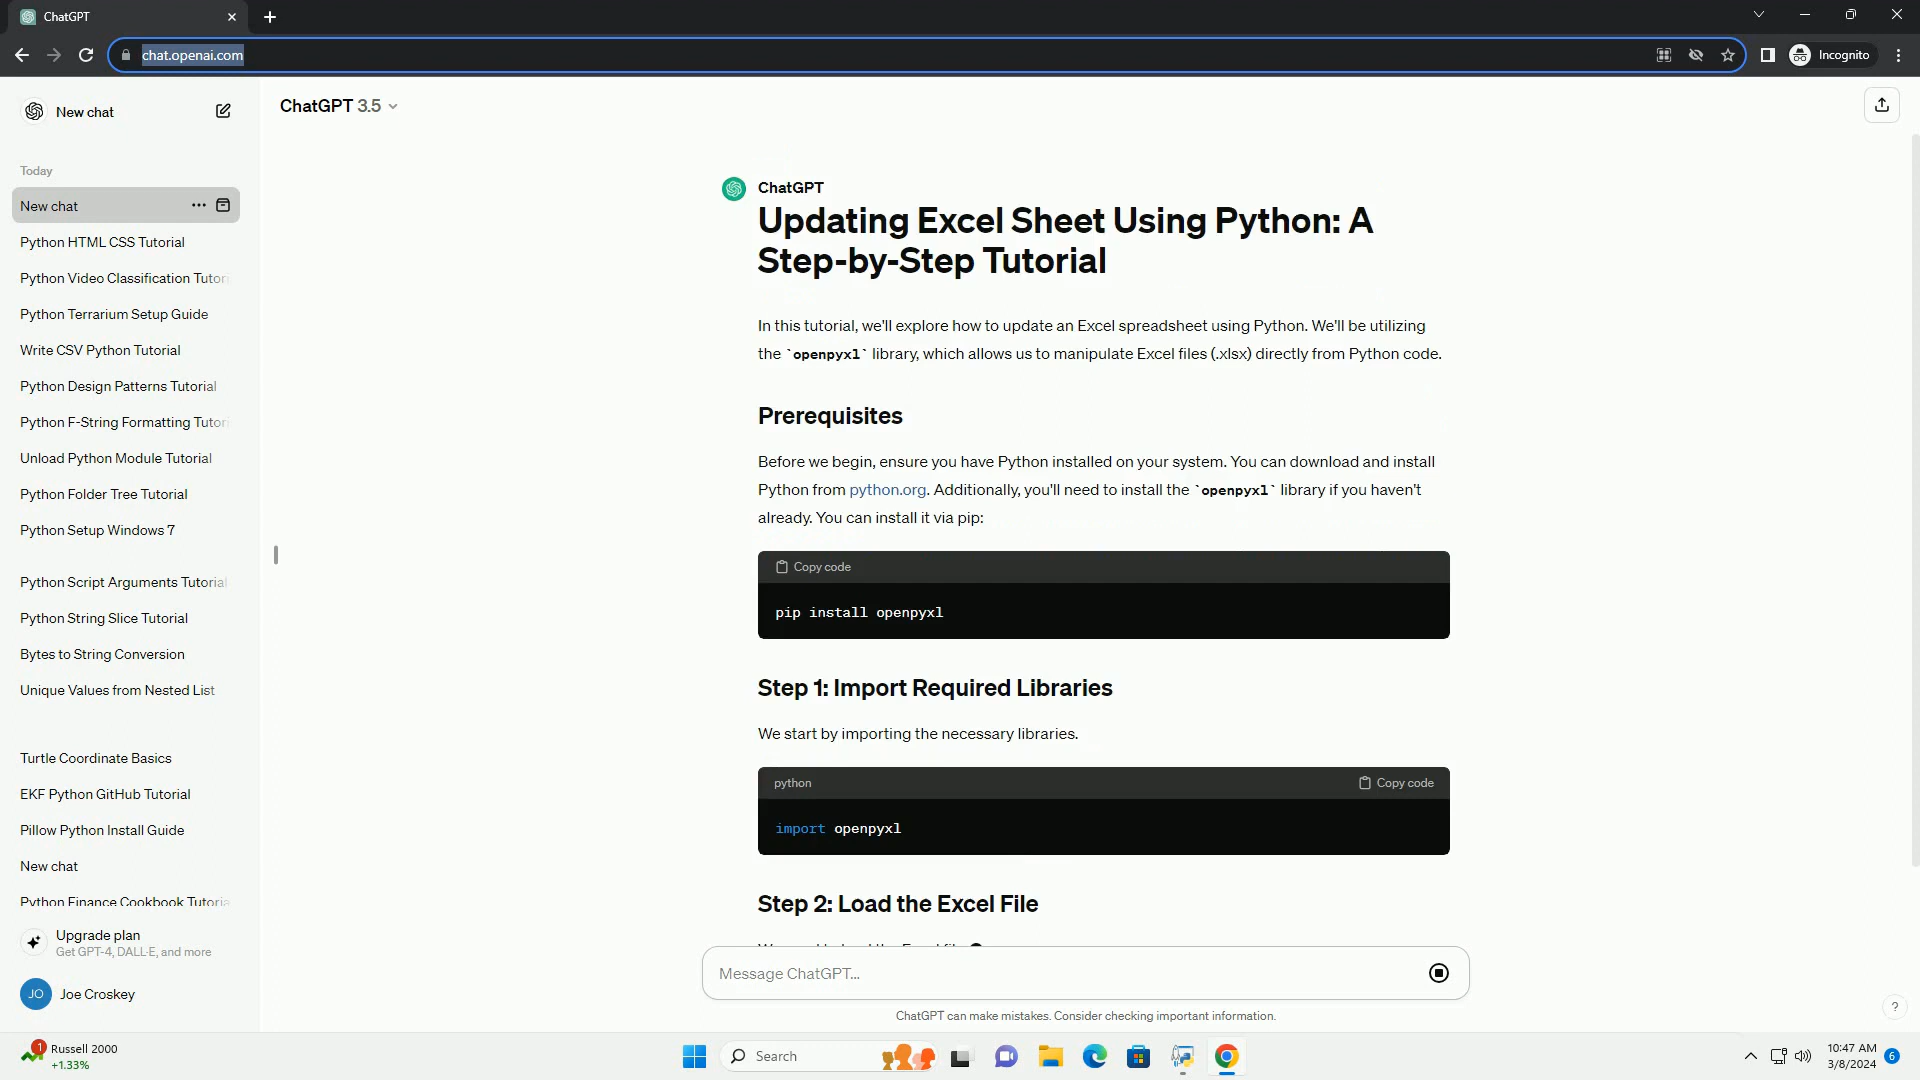 ChatGPT
chat.openai.com
Incognito
New chat
Today
New chat
Python HTML CSS Tutorial
Python Video Classification Tutor
Python Terrarium Setup Guide
Write CSV Python Tutorial
Python Design Patterns Tutorial
Python F-String Formatting Tutor
Unload Python Module Tutorial
Python Folder Tree Tutorial
Python Setup Windows 7
Python Script Arguments Tutorial
Python String Slice Tutorial
Bytes to String Conversion
Unique Values from Nested List
Turtle Coordinate Basics
EKF Python GitHub Tutorial
Pillow Python Install Guide
New chat
Python Finance Cookbook Tutoria
Upgrade plan
Get GPT-4, DALL·E, and more
JO Joe Croskey
ChatGPT 3.5
ChatGPT
Updating Excel Sheet Using Python: A
Step-by-Step Tutorial
In this tutorial, we'll explore how to update an Excel spreadsheet using Python. We'll be utilizing
the `openpyxl` library, which allows us to manipulate Excel files (.xlsx) directly from Python code.
Prerequisites
Before we begin, ensure you have Python installed on your system. You can download and install
Python from python.org. Additionally, you'll need to install the `openpyxl` library if you haven't
already. You can install it via pip:
Copy code
pip install openpyxl
Step 1: Import Required Libraries
We start by importing the necessary libraries.
python Copy code
import openpyxl
Step 2: Load the Excel File
Message ChatGPT...
ChatGPT can make mistakes. Consider checking important information.
?
1 Russell 2000
+1.33%
Search
10:47 AM
3/8/2024
6